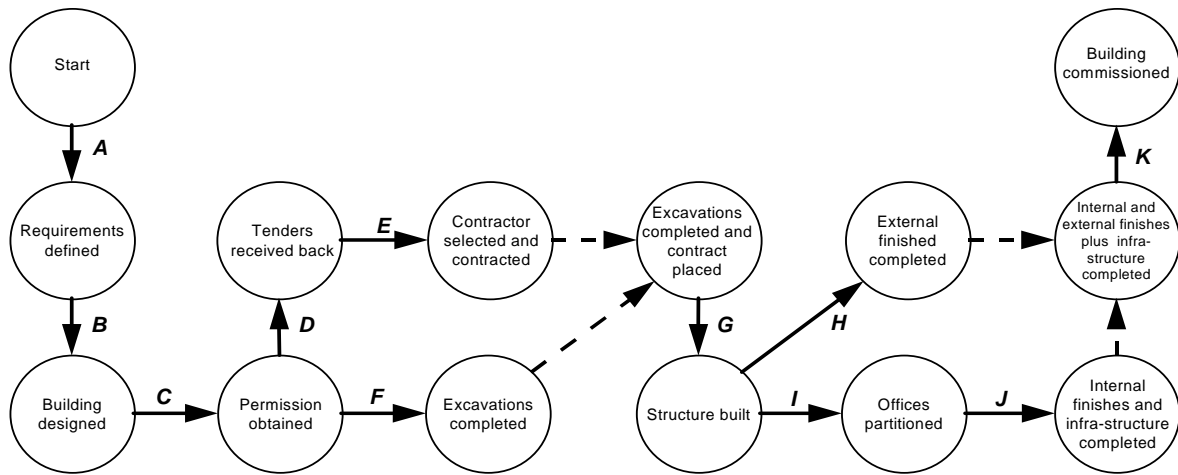 Start
A
Requirements
defined
B
Building
designed
C
Permission
obtained
D
Tenders
received back
E
Contractor
selected and
contracted
F
Excavations
completed
Excavations
completed and
contract
placed
G
Structure built
H
External
finished
completed
I
Offices
partitioned
J
Internal
finishes and
infra-structure
completed
Internal and
external finishes
plus infra-
structure
completed
K
Building
commissioned